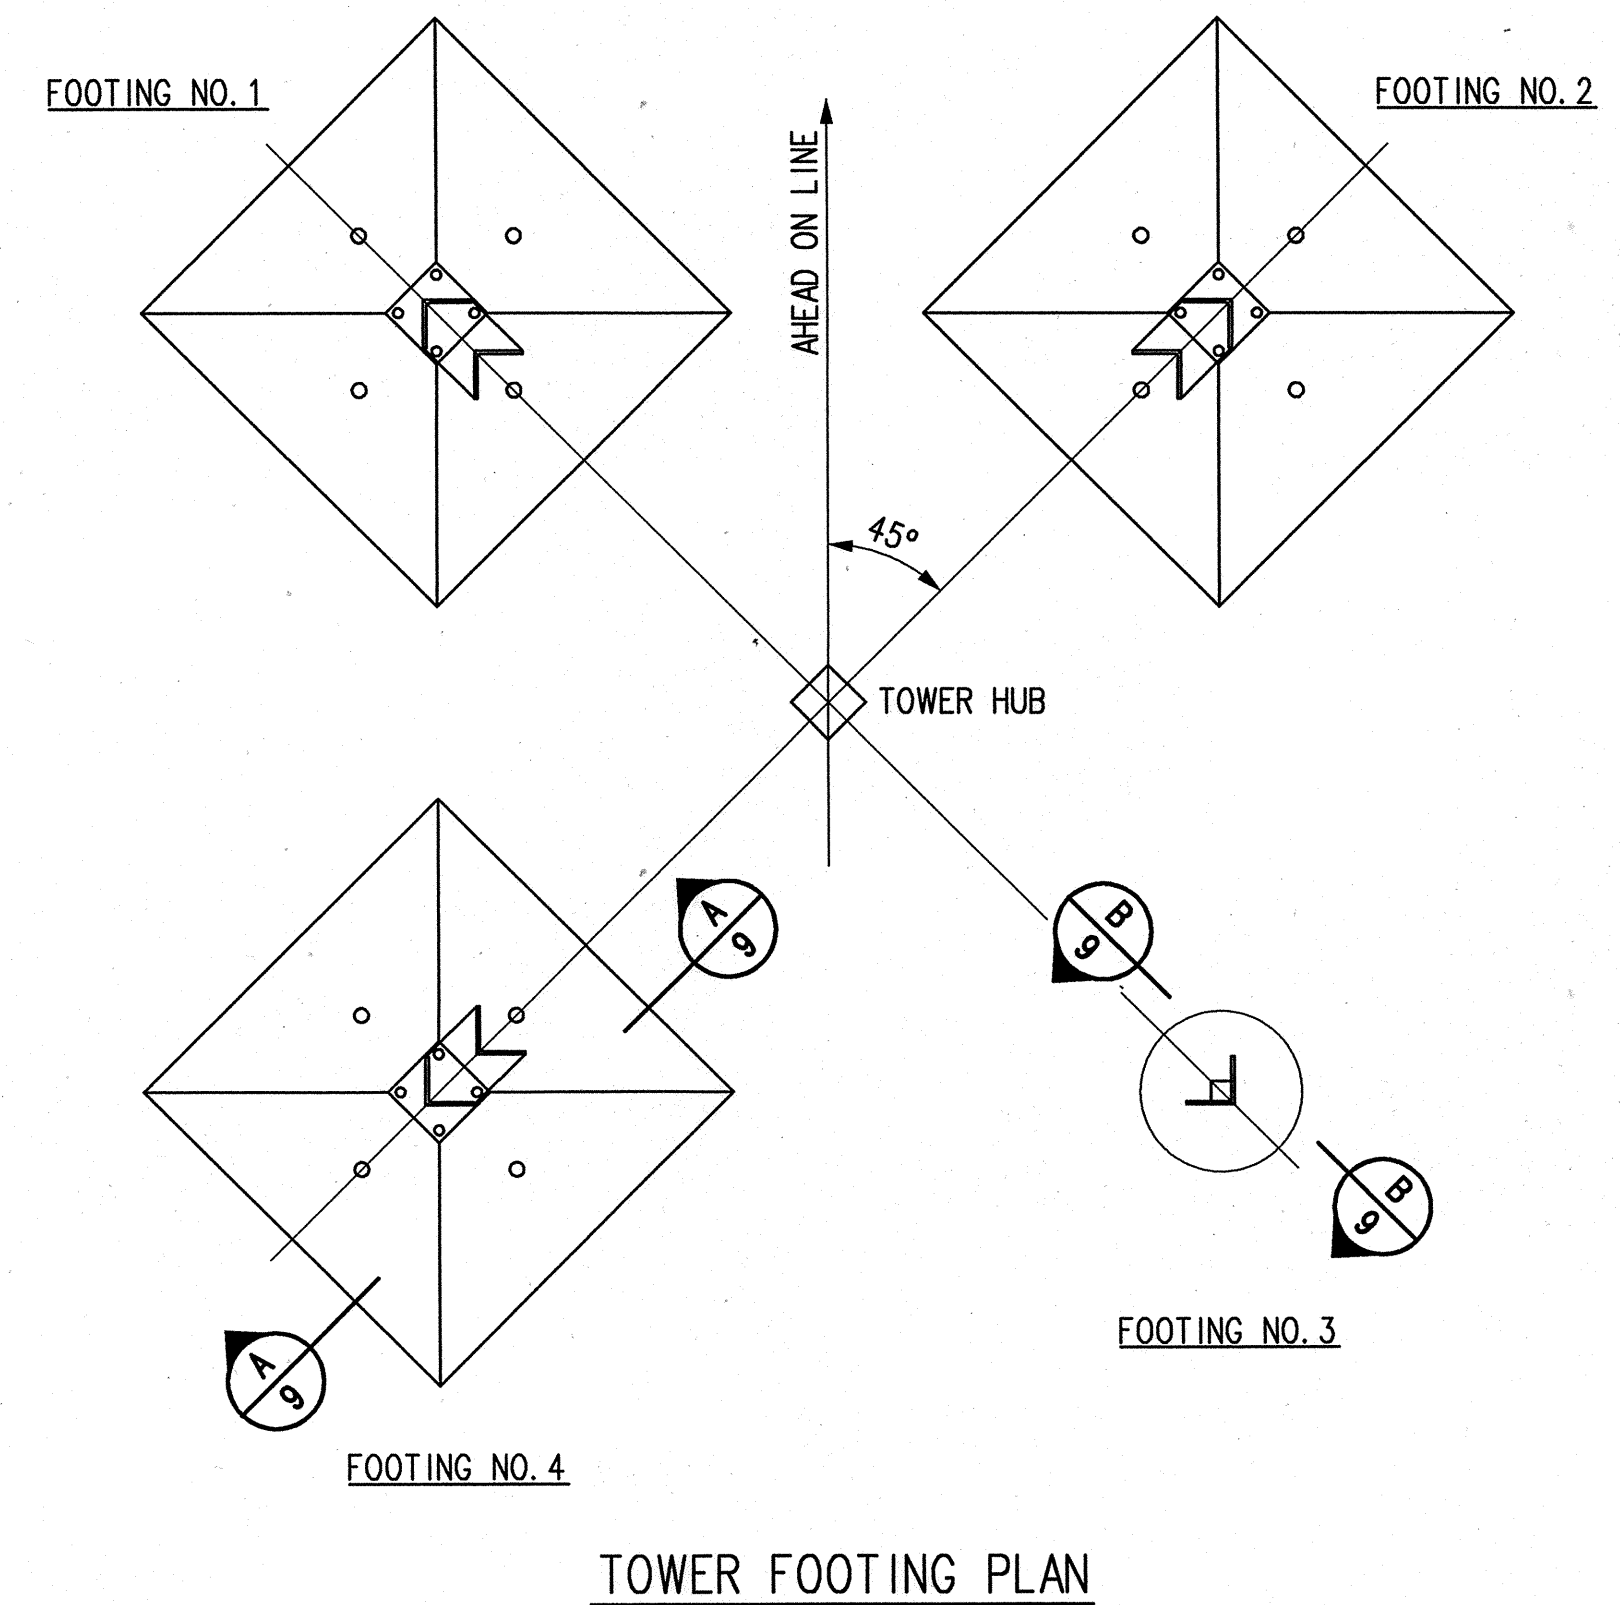 FOOTING NO. 1
FOOTING NO. 2
AHEAD ON LINE
45°
TOWER HUB
A
9
B
9
B
9
FOOTING NO. 3
A
9
FOOTING NO. 4
TOWER FOOTING PLAN